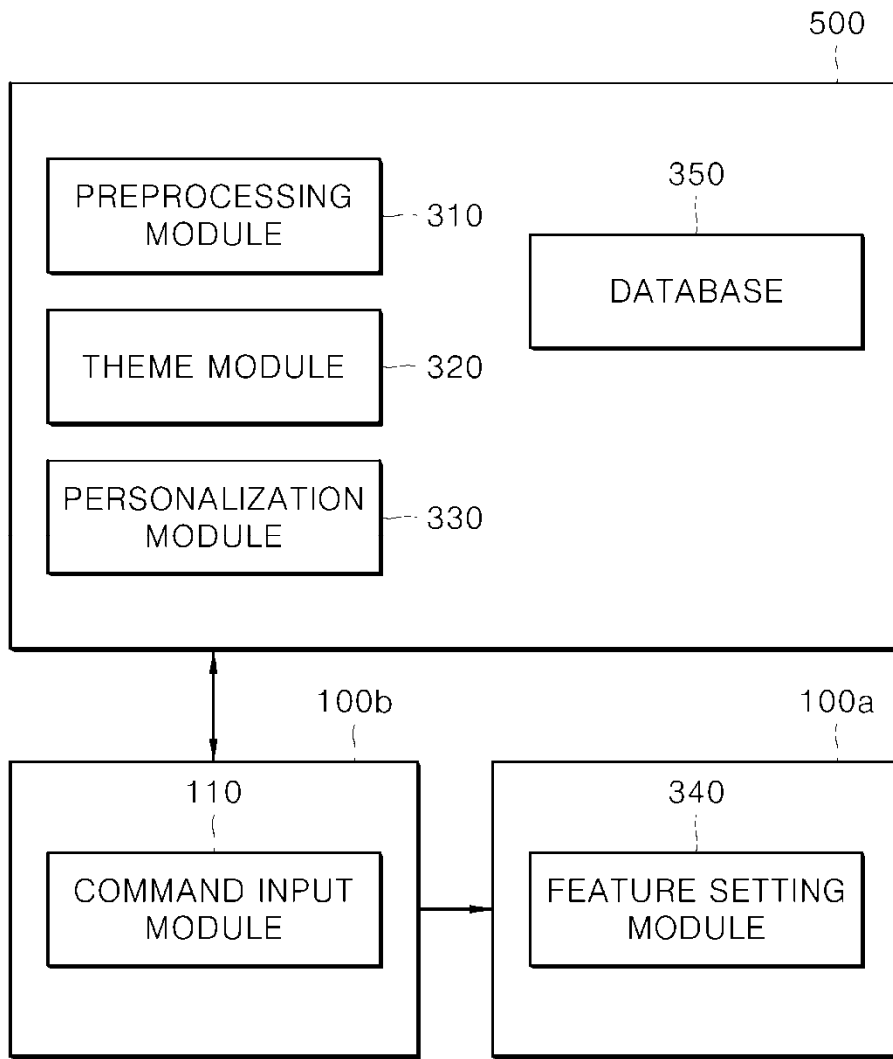 500
PREPROCESSING
MODULE
310
350
DATABASE
THEME MODULE
320
PERSONALIZATION
MODULE
330
100b
100a
110
COMMAND INPUT
MODULE
340
FEATURE SETTING
MODULE